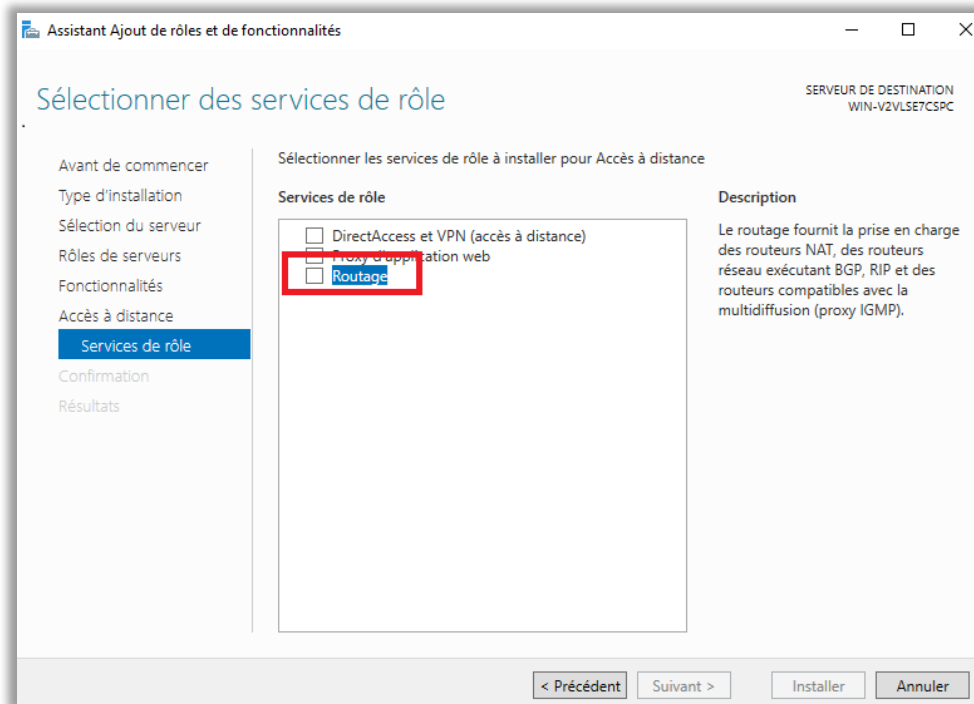 Assistant Ajout de rôles et de fonctionnalités
Sélectionner des services de rôle
SERVEUR DE DESTINATION
WIN-V2VLSE7CSPC
Avant de commencer
Type d'installation
Sélection du serveur
Rôles de serveurs
Fonctionnalités
Accès à distance
Services de rôle
Confirmation
Résultats
Sélectionner les services de rôle à installer pour Accès à distance
Services de rôle
DirectAccess et VPN (accès à distance)
Proxy d'application web
Routage
Description
Le routage fournit la prise en charge
des routeurs NAT, des routeurs
réseau exécutant BGP, RIP et des
routeurs compatibles avec la
multidiffusion (proxy IGMP).
< Précédent
Suivant >
Installer
Annuler